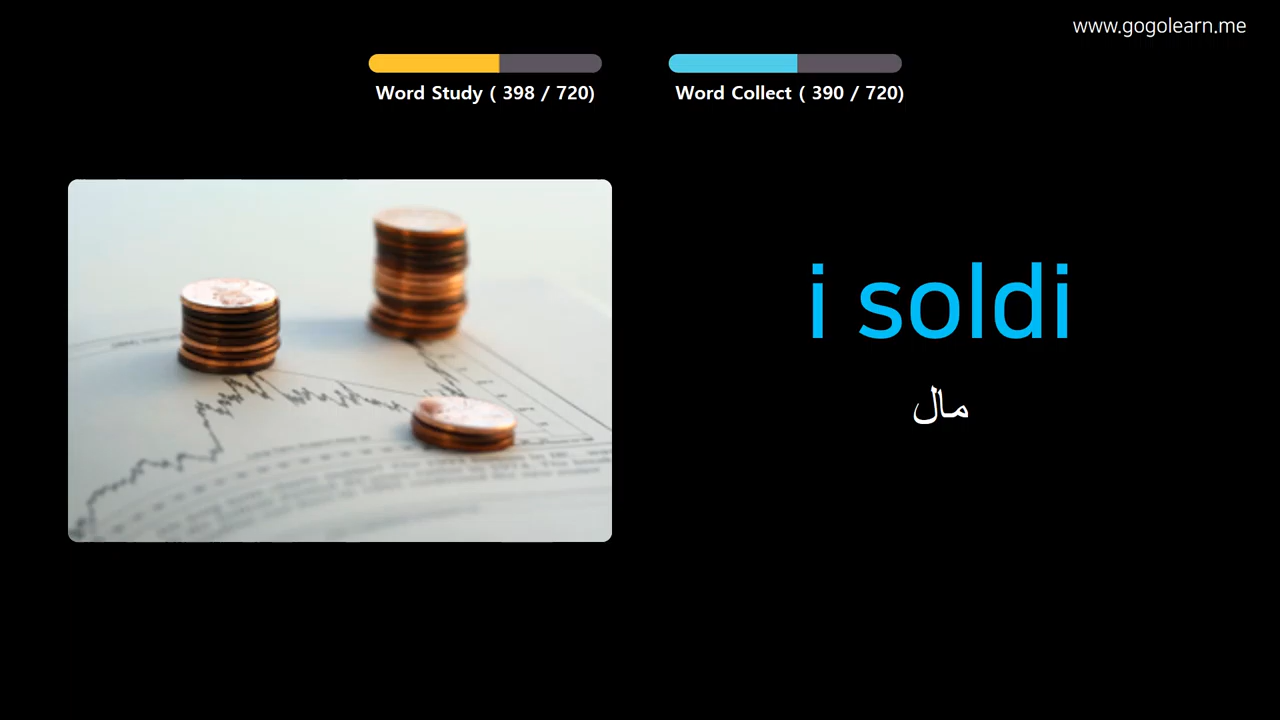 www.gogolearn.me
Word Study ( 398 / 720)
Word Collect ( 390 / 720)
i soldi
مال